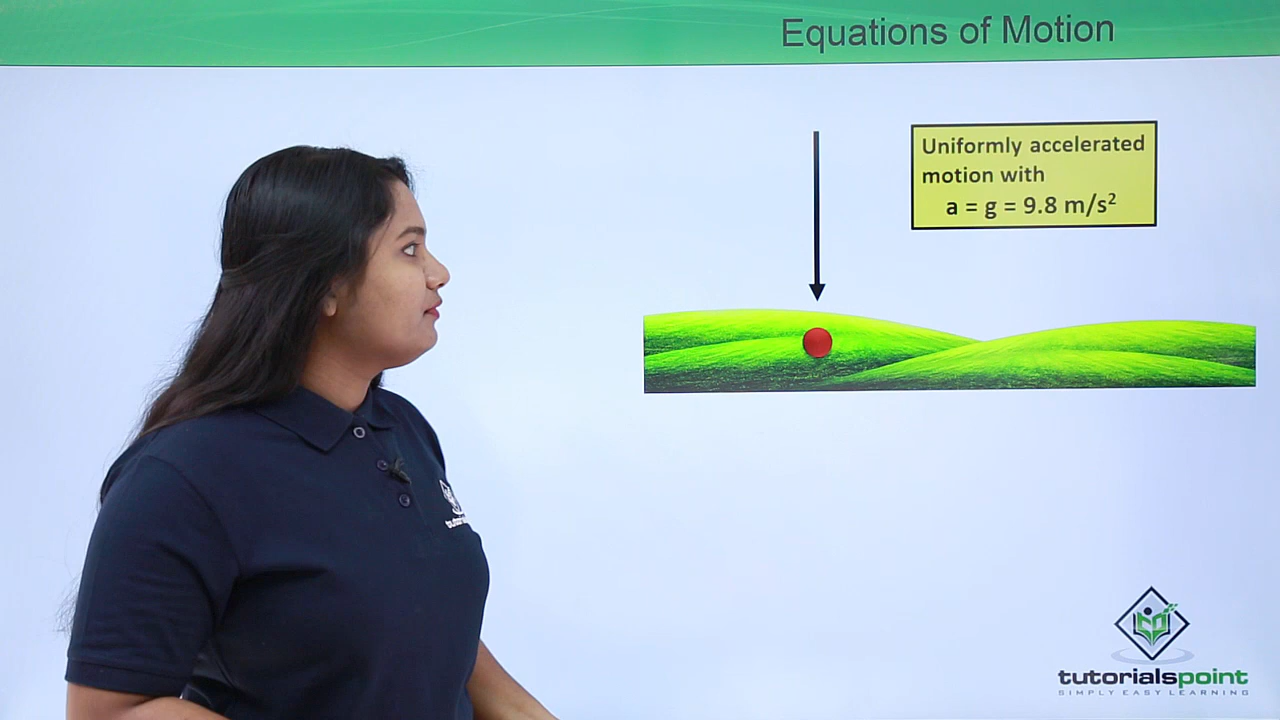 Equations of Motion
Uniformly accelerated
motion with
a = g = 9.8 m/s²
tutorialspoint
SIMPLY EASY LEARNING